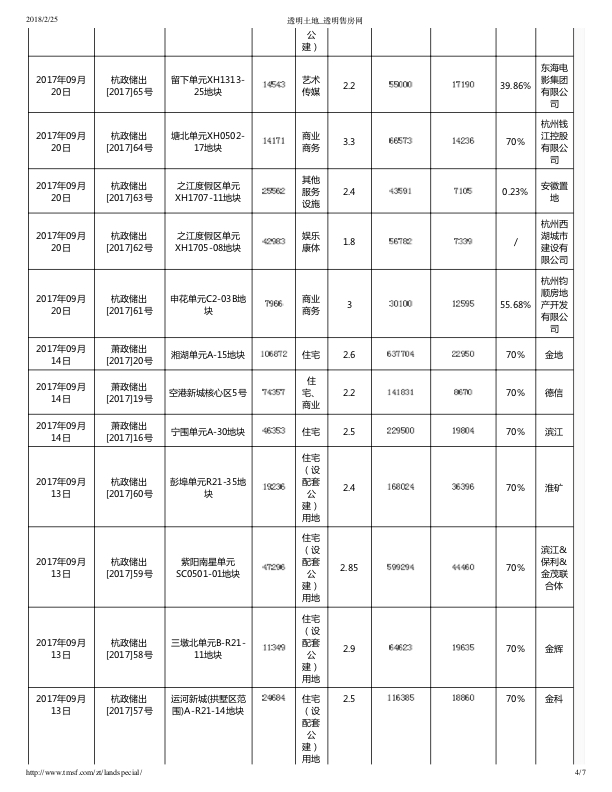 2018/2/25
透明土地_透明售房网
公
建）
2017年09月
20日
杭政储出
[2017]65号
留下单元XH1313-
25地块
14543
艺术
传媒
2.2
55000
17190
39.86%
东海电
影集团
有限公
司
2017年09月
20日
杭政储出
[2017]64号
塘北单元XH0502-
17地块
14171
商业
商务
3.3
66573
14236
70%
杭州钱
江控股
有限公
司
2017年09月
20日
杭政储出
[2017]63号
之江度假区单元
XH1707-11地块
25562
其他
服务
设施
2.4
43591
7105
0.23%
安徽置
地
2017年09月
20日
杭政储出
[2017]62号
之江度假区单元
XH1705-08地块
42983
娱乐
康体
1.8
56782
7339
/
杭州西
湖城市
建设有
限公司
2017年09月
20日
杭政储出
[2017]61号
申花单元C2-03B地
块
7966
商业
商务
3
30100
12595
55.68%
杭州钧
顺房地
产开发
有限公
司
2017年09月
14日
萧政储出
[2017]20号
湘湖单元A-15地块
106872
住宅
2.6
637704
22950
70%
金地
2017年09月
14日
萧政储出
[2017]19号
空港新城核心区5号
74357
住
宅、
商业
2.2
141831
8670
70%
德信
2017年09月
14日
萧政储出
[2017]16号
宁围单元A-30地块
46353
住宅
2.5
229500
19804
70%
滨江
2017年09月
13日
杭政储出
[2017]60号
彭埠单元R21-35地
块
19236
住宅
（设
配套
公
建）
用地
2.4
168024
36396
70%
淮矿
2017年09月
13日
杭政储出
[2017]59号
紫阳南星单元
SC0501-01地块
47296
住宅
（设
配套
公
建）
用地
2.85
599294
44460
70%
滨江&
保利&
金茂联
合体
2017年09月
13日
杭政储出
[2017]58号
三墩北单元B-R21-
11地块
11349
住宅
（设
配套
公
建）
用地
2.9
64623
19635
70%
金辉
2017年09月
13日
杭政储出
[2017]57号
运河新城(拱墅区范
围)A-R21-14地块
24684
住宅
（设
配套
公
建）
用地
2.5
116385
18860
70%
金科
http://www.tmsf.com/zt/landspecial/
4/7